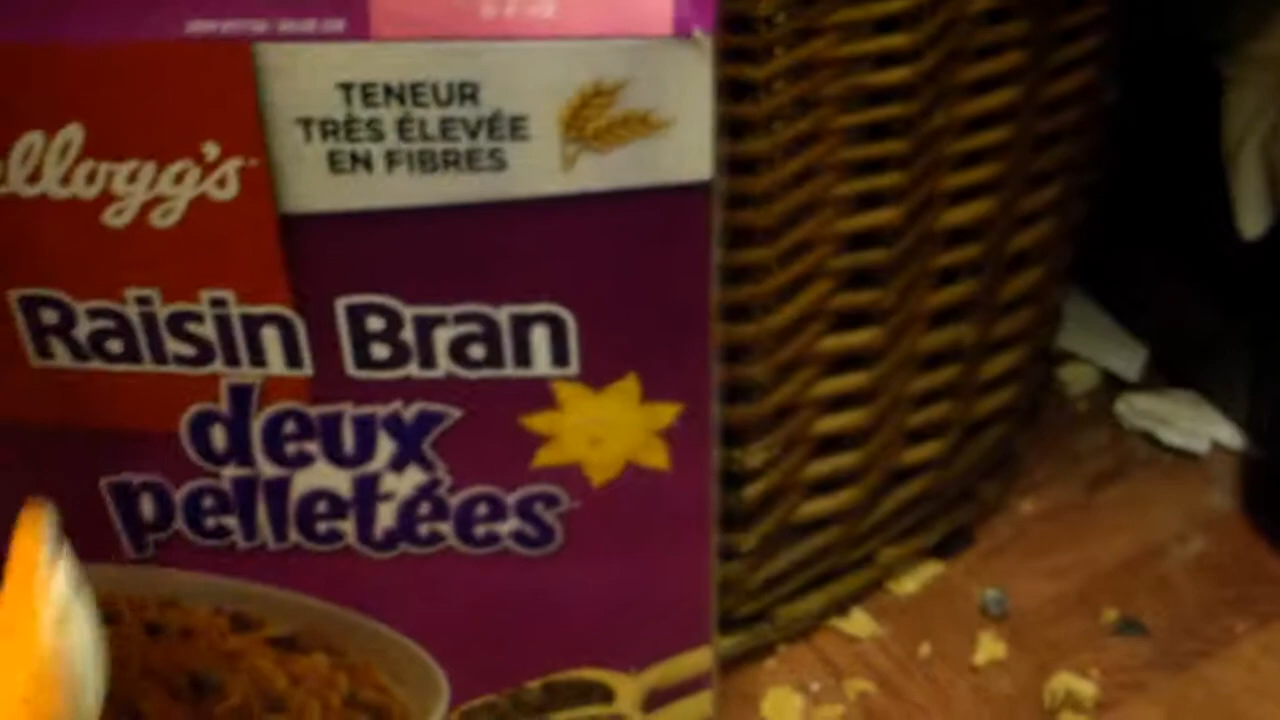 TENEUR
TRÈS ÉLEVÉE
EN FIBRES
ellogg's
Raisin Bran
deux
pelletées